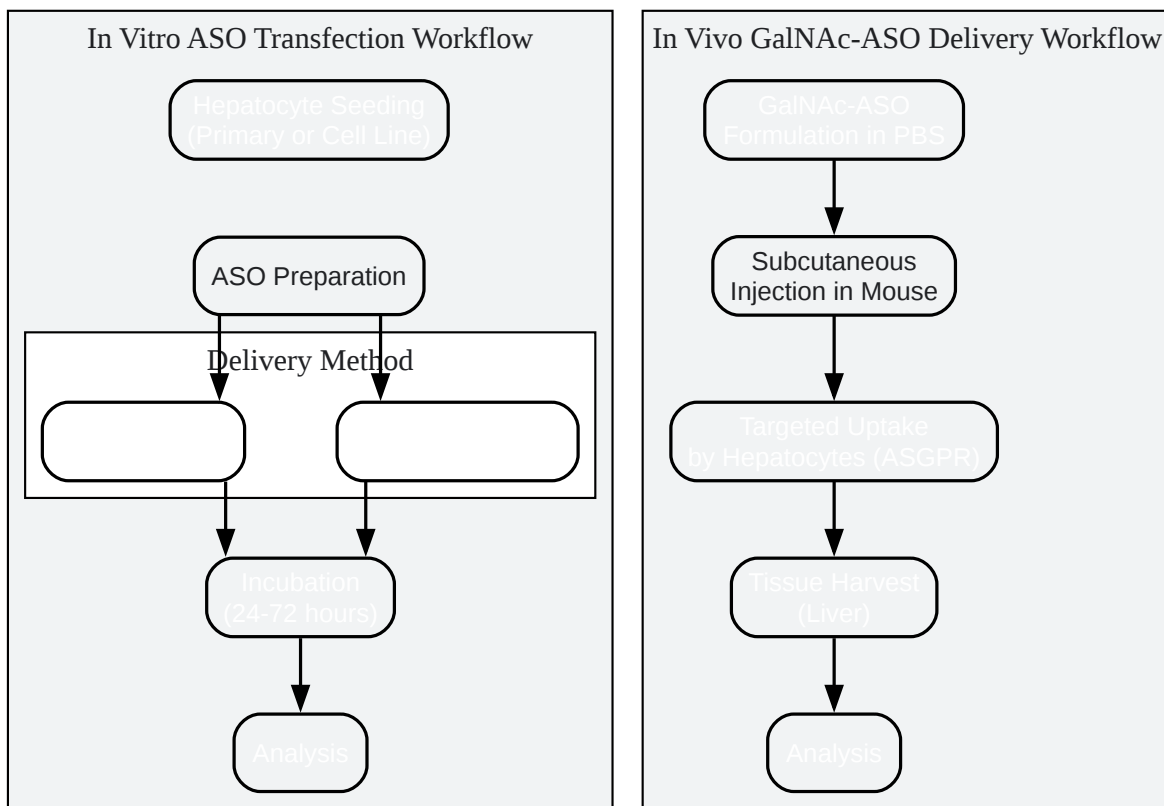 In Vitro ASO Transfection Workflow
Hepatocyte Seeding
(Primary or Cell Line)
ASO Preparation
Delivery Method
Incubation
(24-72 hours)
Analysis
In Vivo GalNAc-ASO Delivery Workflow
GalNAc-ASO
Formulation in PBS
Subcutaneous
Injection in Mouse
Targeted Uptake
by Hepatocytes (ASGPR)
Tissue Harvest
(Liver)
Analysis